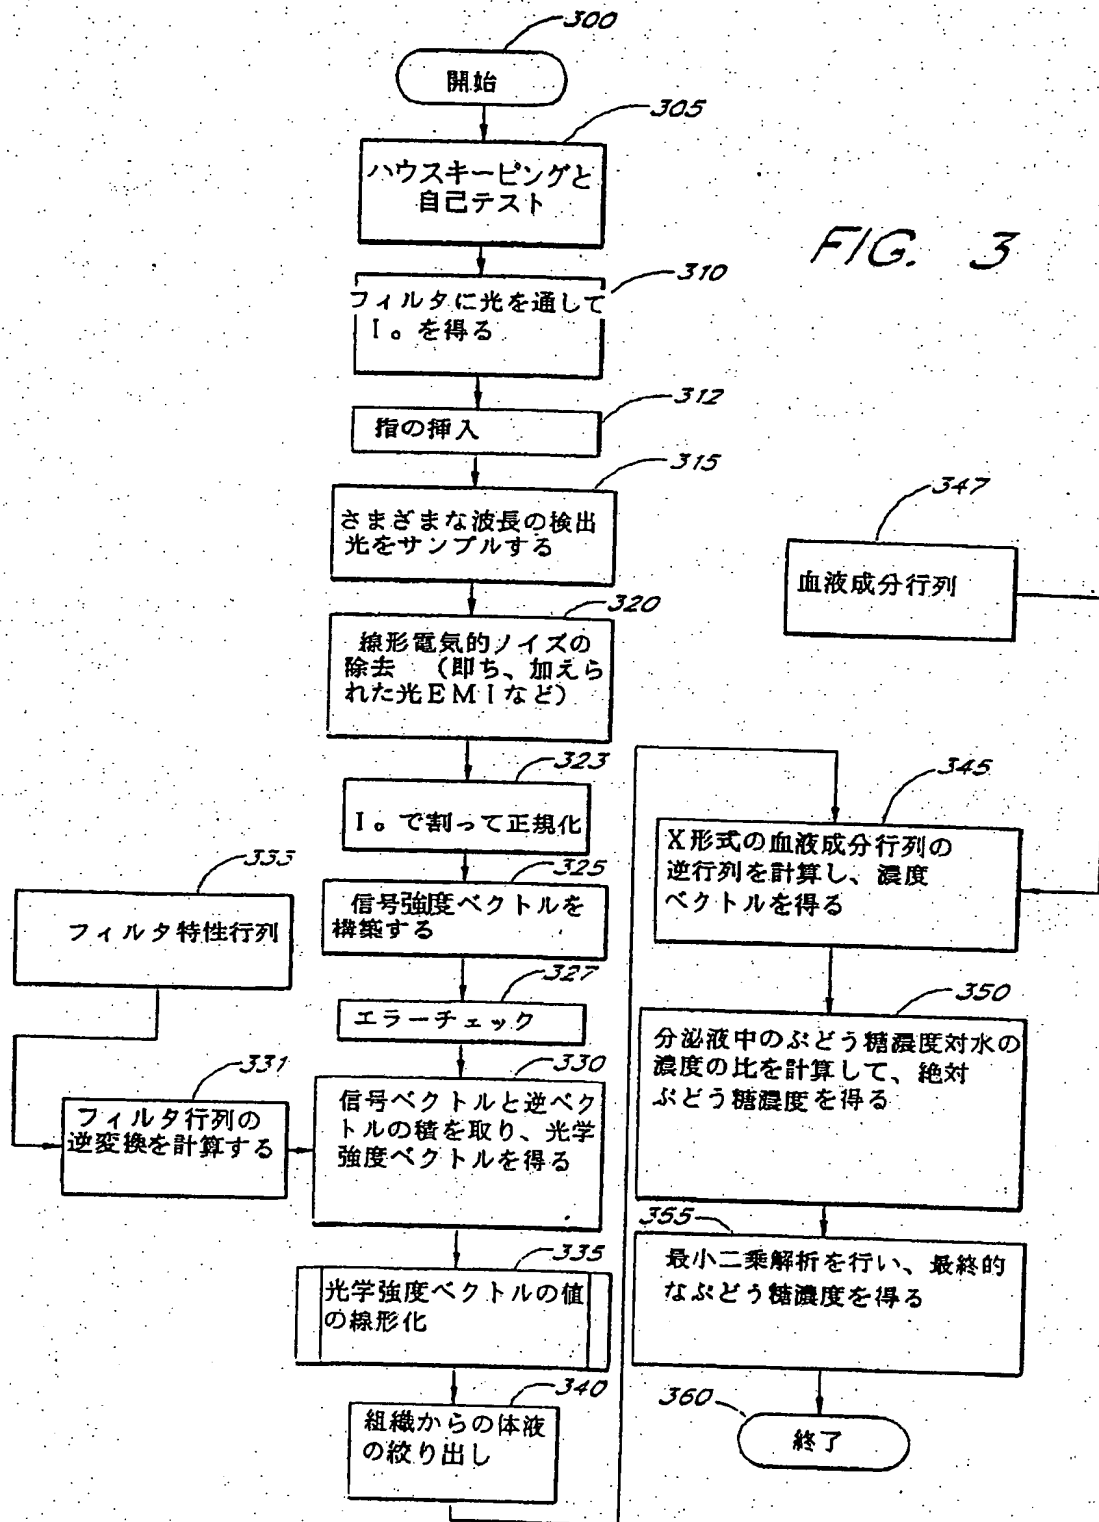 300
開始
305
ハウスキーピングと
自己テスト
FIG. 3
310
フィルタに光を通して
I。を得る
312
指の挿入
315
さまざまな波長の検出
光をサンプルする
320
線形電気的ノイズの
除去 (即ち、加えら
れた光EMIなど)
323
I。で割って正規化
325
信号強度ベクトルを
構築する
327
エラーチェック
333
フィルタ特性行列
331
フィルタ行列の
逆変換を計算する
330
信号ベクトルと逆ベク
トルの積を取り、光学
強度ベクトルを得る
335
光学強度ベクトルの値
の線形化
340
組織からの体液
の絞り出し
347
血液成分行列
345
X形式の血液成分行列の
逆行列を計算し、濃度
ベクトルを得る
350
分泌液中のぶどう糖濃度対水の
濃度の比を計算して、絶対
ぶどう糖濃度を得る
355
最小二乗解析を行い、最終的
なぶどう糖濃度を得る
360
終了